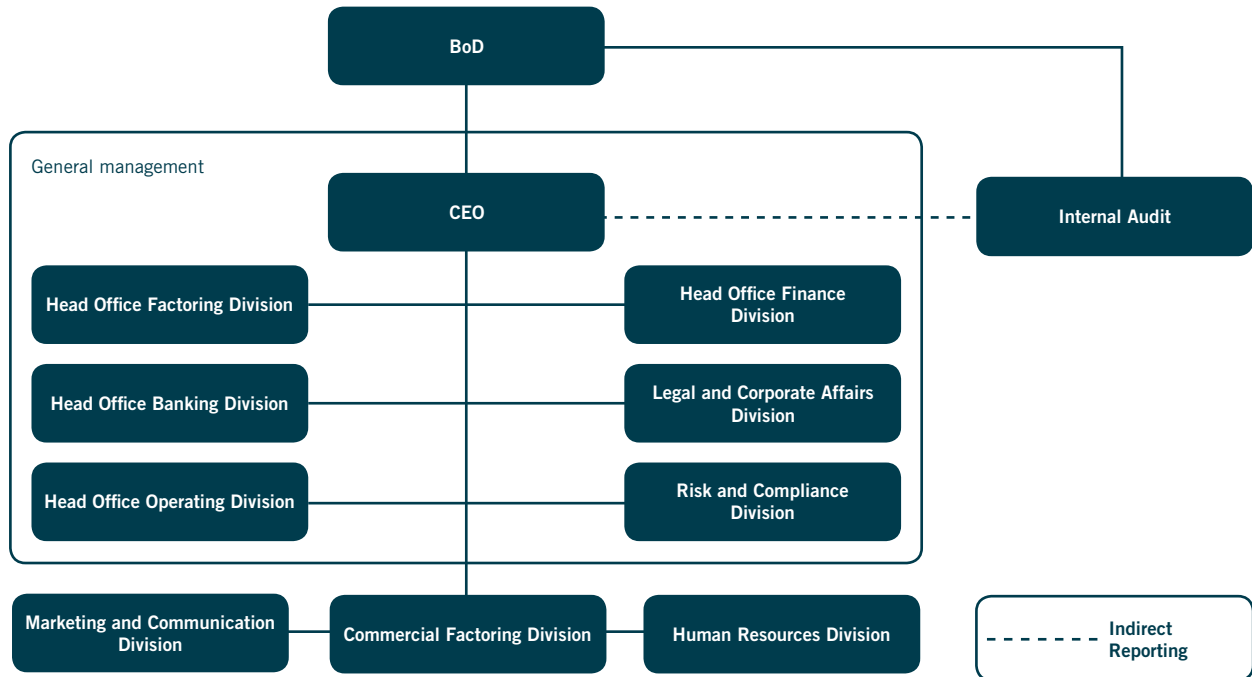 BoD
General management
CEO
Internal Audit
Head Office Factoring Division
Head Office Finance
Division
Head Office Banking Division
Legal and Corporate Affairs
Division
Head Office Operating Division
Risk and Compliance
Division
Marketing and Communication
Division
Commercial Factoring Division
Human Resources Division
Indirect
Reporting